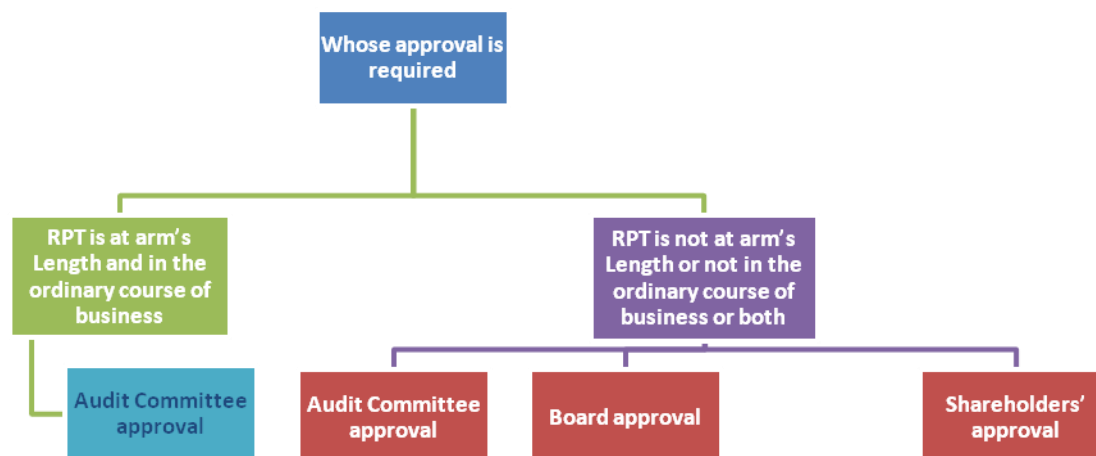 Whose approval is
required
RPT is at arm's
Length and in the
ordinary course of
business
RPT is not at arm's
Length or not in the
ordinary course of
business or both
Audit Committee
approval
Audit Committee
approval
Board approval
Shareholders'
approval